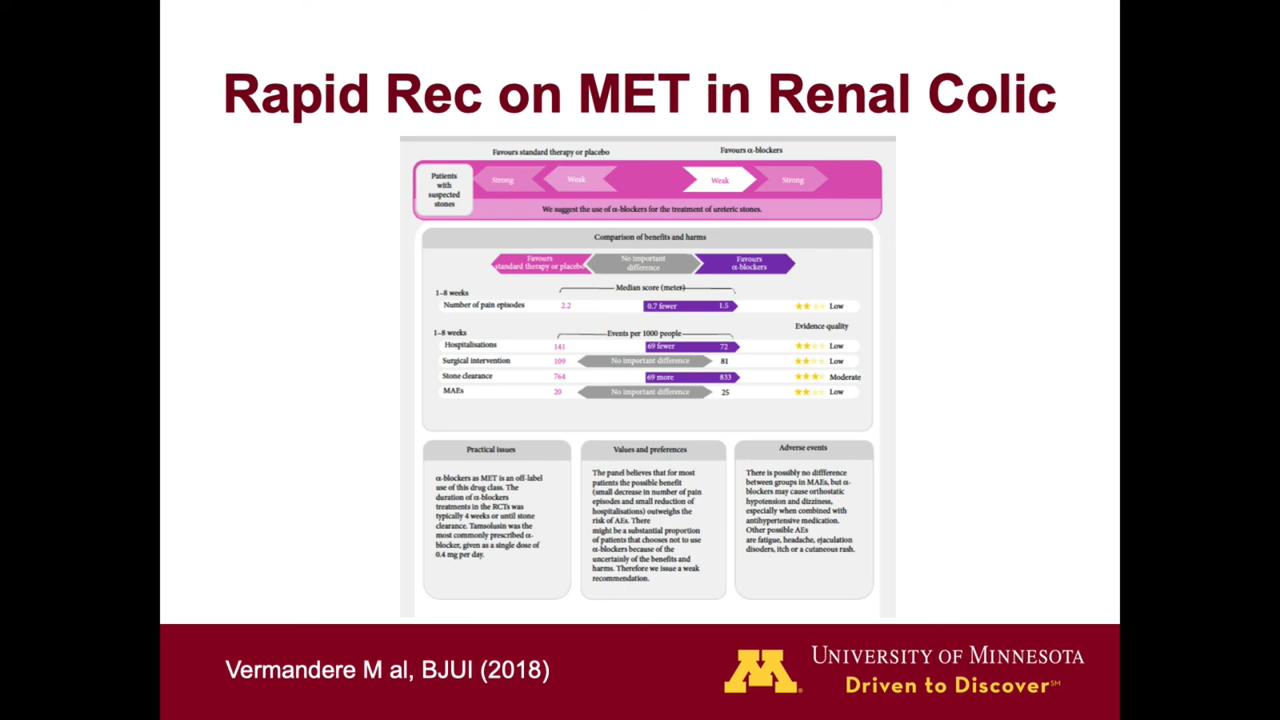 Rapid Rec on MET in Renal Colic
Favours standard therapy or placebo
Favours α-blockers
Patients
with
suspected
stones
Strong
Weak
Weak
Strong
We suggest the use of α-blockers for the treatment of ureteric stones.
Comparison of benefits and harms
Favours
standard therapy or placebo
No important
difference
Favours
α-blockers
1–8 weeks
Median score (meter)
Number of pain episodes 2.2 0.7 fewer 1.5 Low
Evidence quality
1–8 weeks
Events per 1000 people
Hospitalisations 141 69 fewer 72 Low
Surgical intervention 109 No important difference 81 Low
Stone clearance 764 69 more 833 Moderate
MAEs 20 No important difference 25 Low
Practical issues
α-blockers as MET is an off-label
use of this drug class. The
duration of α-blockers
treatments in the RCTs was
typically 4 weeks or until stone
clearance. Tamsolusin was the
most commonly prescribed α-
blocker, given as a single dose of
0.4 mg per day.
Values and preferences
The panel believes that for most
patients the possible benefit
(small decrease in number of pain
episodes and small reduction of
hospitalisations) outweighs the
risk of AEs. There
might be a substantial proportion
of patients that chooses not to use
α-blockers because of the
uncertainly of the benefits and
harms. Therefore we issue a weak
recommendation.
Adverse events
There is possibly no diffference
between groups in MAEs, but α-
blockers may cause orthostatic
hypotension and dizziness,
especially when combined with
antihypertensive medication.
Other possible AEs
are fatigue, headache, ejaculation
disoders, itch or a cutaneous rash.
Vermandere M al, BJUI (2018)
M
UNIVERSITY OF MINNESOTA
Driven to Discover℠